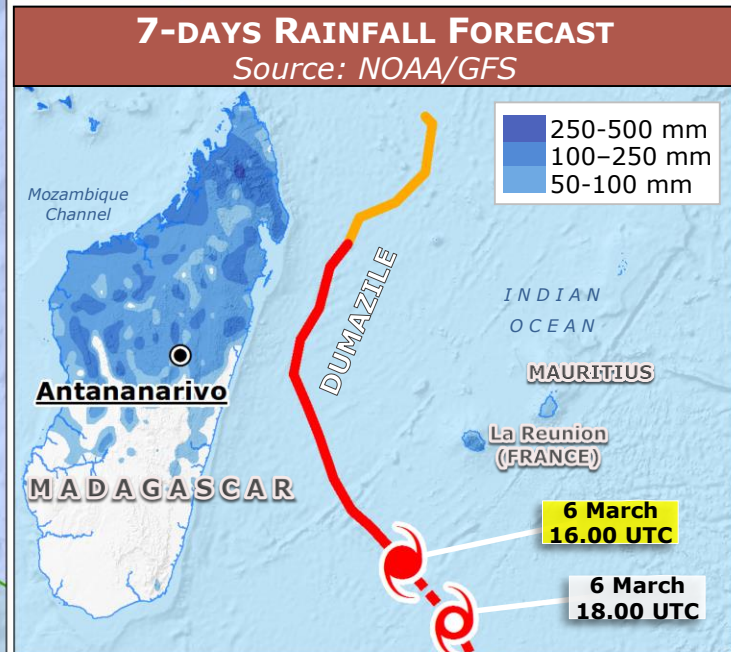 7-DAYS RAINFALL FORECAST
Source: NOAA/GFS
250-500 mm
100–250 mm
50-100 mm
Mozambique
Channel
DUMAZILE
INDIAN
OCEAN
MAURITIUS
Antananarivo
La Reunion
(FRANCE)
MADAGASCAR
6 March
16.00 UTC
6 March
18.00 UTC